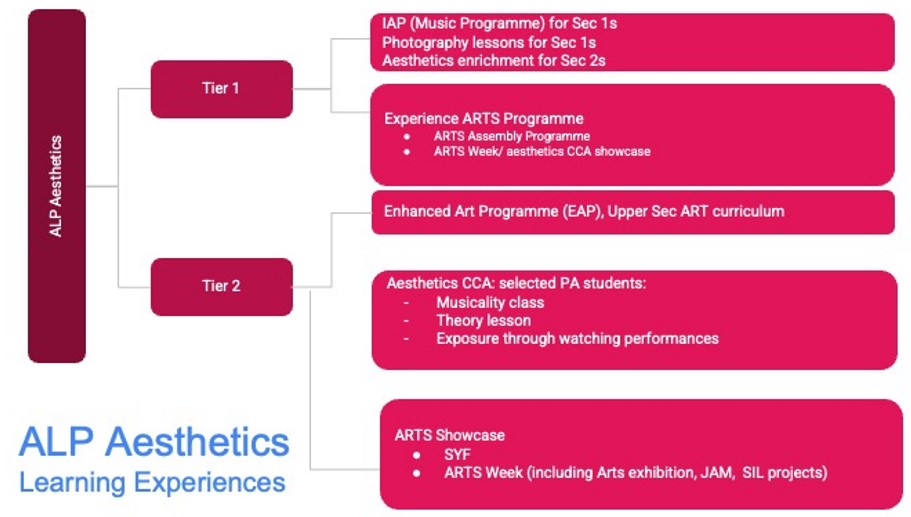 ALP Aesthetics
Tier 1
IAP (Music Programme) for Sec 1s
Photography lessons for Sec 1s
Aesthetics enrichment for Sec 2s
Experience ARTS Programme
● ARTS Assembly Programme
● ARTS Week/ aesthetics CCA showcase
Tier 2
Enhanced Art Programme (EAP), Upper Sec ART curriculum
Aesthetics CCA: selected PA students:
- Musicality class
- Theory lesson
- Exposure through watching performances
ARTS Showcase
● SYF
● ARTS Week (including Arts exhibition, JAM, SIL projects)
ALP Aesthetics
Learning Experiences